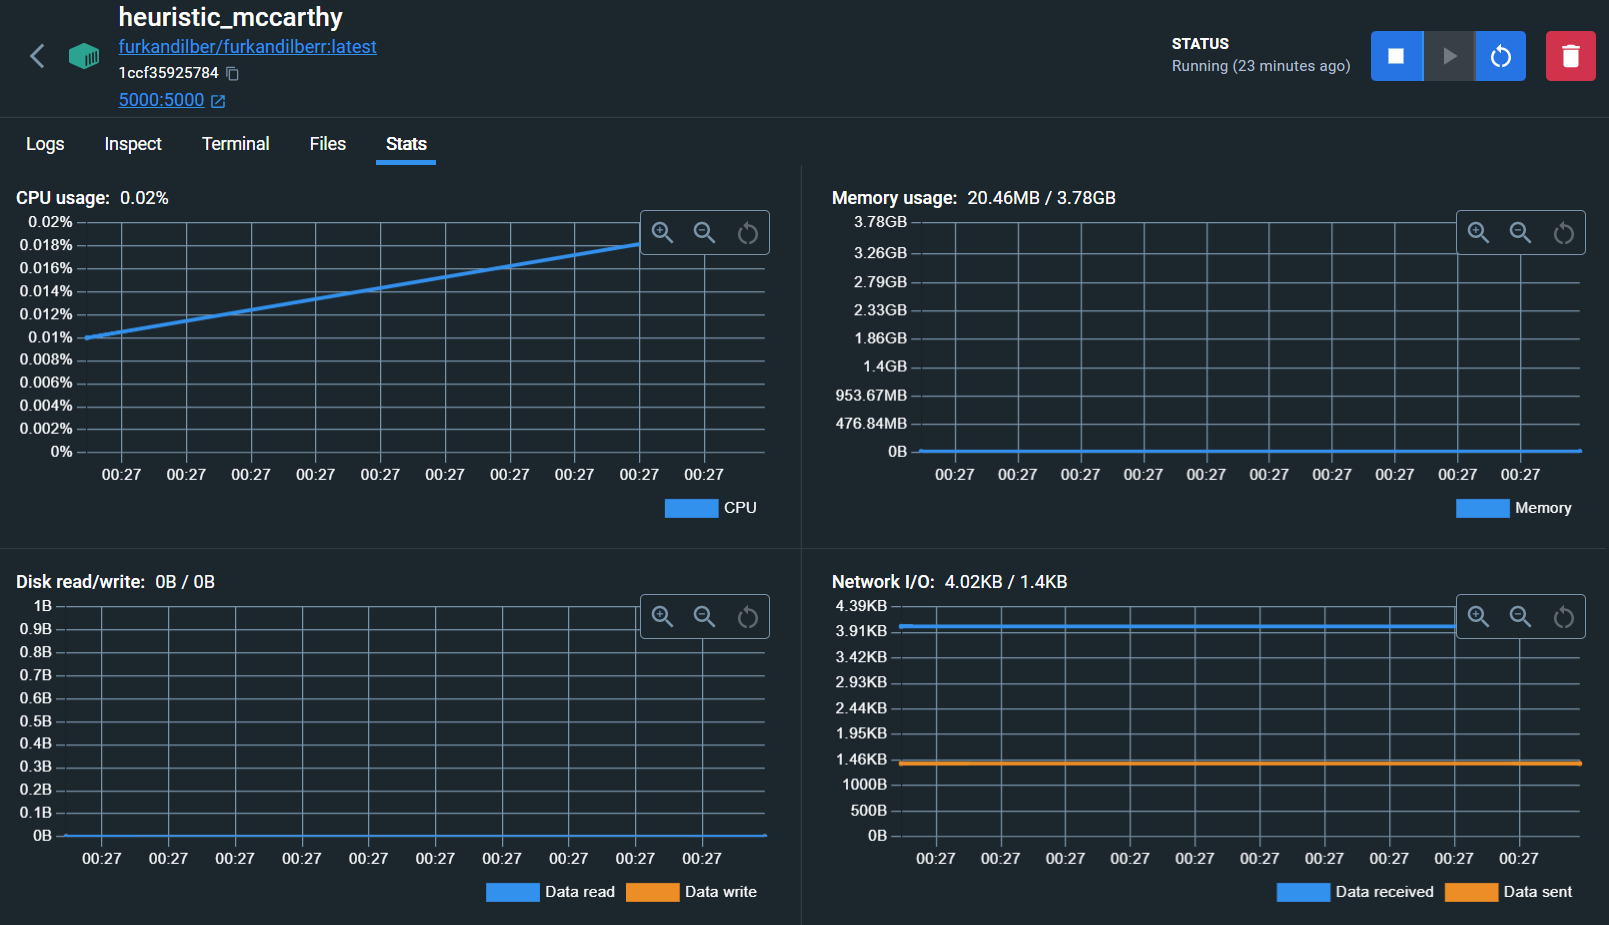 heuristic_mccarthy
furkandilber/furkandilberr:latest
1ccf35925784
5000:5000
STATUS
Running (23 minutes ago)
Logs Inspect Terminal Files Stats
CPU usage: 0.02%
0.02%
0.018%
0.016%
0.014%
0.012%
0.01%
0.008%
0.006%
0.004%
0.002%
0%
00:27 00:27 00:27 00:27 00:27 00:27 00:27 00:27 00:27 00:27
CPU
Memory usage: 20.46MB / 3.78GB
3.78GB
3.26GB
2.79GB
2.33GB
1.86GB
1.4GB
953.67MB
476.84MB
0B
00:27 00:27 00:27 00:27 00:27 00:27 00:27 00:27 00:27 00:27
Memory
Disk read/write: 0B / 0B
1B
0.9B
0.8B
0.7B
0.6B
0.5B
0.4B
0.3B
0.2B
0.1B
0B
00:27 00:27 00:27 00:27 00:27 00:27 00:27 00:27 00:27 00:27
Data read Data write
Network I/O: 4.02KB / 1.4KB
4.39KB
3.91KB
3.42KB
2.93KB
2.44KB
1.95KB
1.46KB
1000B
500B
0B
00:27 00:27 00:27 00:27 00:27 00:27 00:27 00:27 00:27 00:27
Data received Data sent